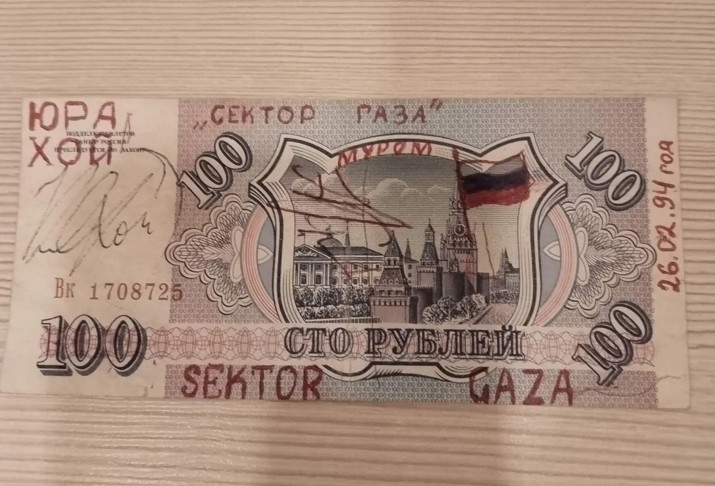 ЮРА
ХОЙ
„СЕКТОР ГАЗА"
МУРОМ
100
100
26.02.94 год
Вк 1708725
100
СТО РУБЛЕЙ
100
SEKTOR GAZA